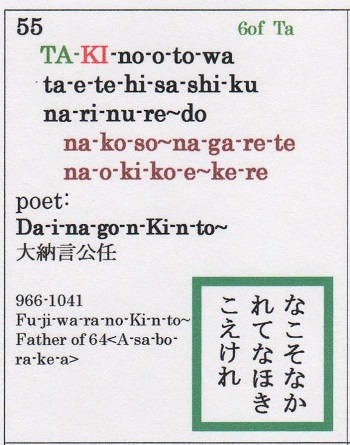 55
6of Ta
TA-KI-no-o-to-wa
ta-e-te-hi-sa-shi-ku
na-ri-nu-re~do
na-ko-so~na-ga-re-te
na-o-ki-ko-e~ke-re
poet:
Da-i-na-go-n-Ki-n-to~
大納言公任
966-1041
Fu-ji-wa-ra-no-Ki-n-to~
Father of 64<A-sa-bo-
ra-ke-a>
なこそなか
れてなほき
こえけれ